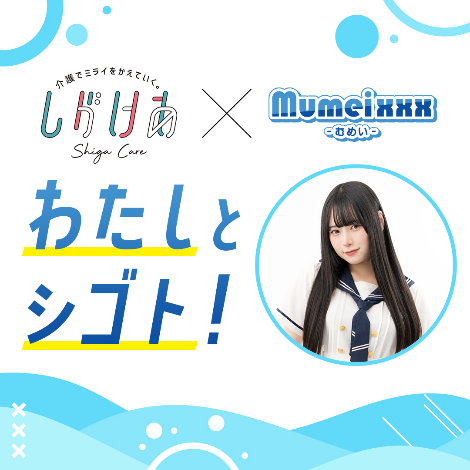 介護でミライをかえていく。
しがけあ
Shiga Care
Mumeixxx
-むめい-
わたしと
シゴト!